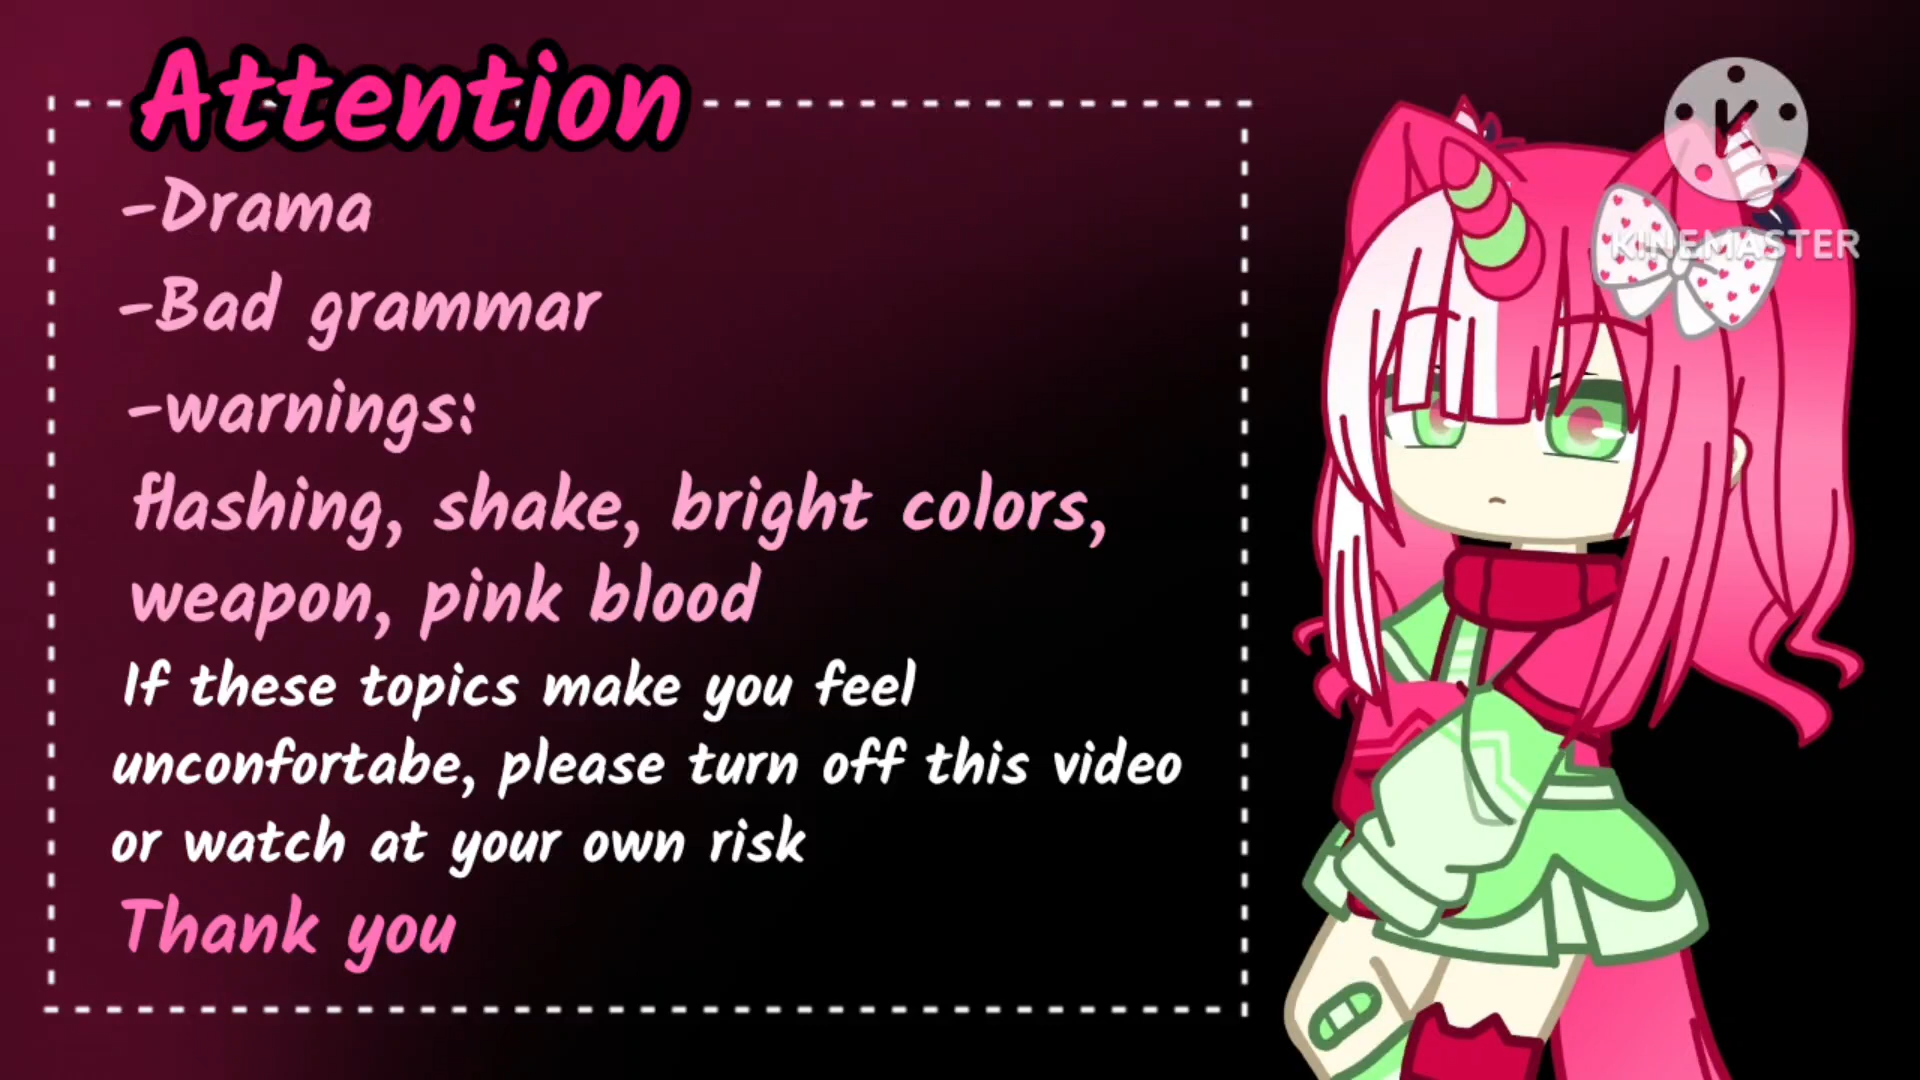 Attention
-Drama
-Bad grammar
-warnings:
flashing, shake, bright colors,
weapon, pink blood
If these topics make you feel
unconfortabe, please turn off this video
or watch at your own risk
Thank you
K
KINEMASTER